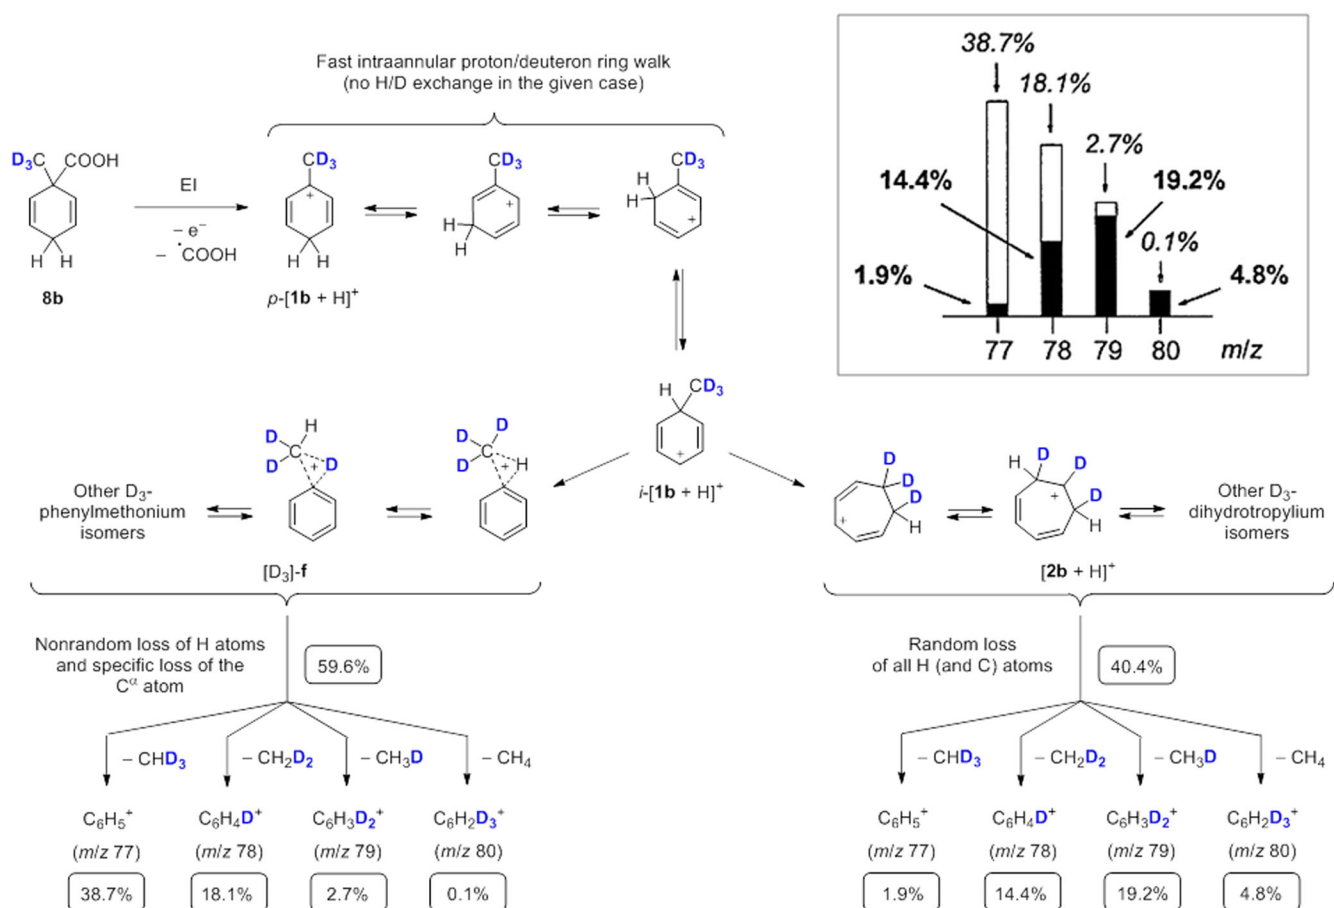 Fast intraannular proton/deuteron ring walk
(no H/D exchange in the given case)
D₃C COOH
H H
8b
EI
– e⁻
– •COOH
CD₃
+
H H
p-[1b + H]⁺
CD₃
+
H
H
CD₃
H
H
+
38.7%
18.1%
2.7%
14.4%
19.2%
0.1%
1.9%
4.8%
77 78 79 80 m/z
H CD₃
+
i-[1b + H]⁺
Other D₃-
phenylmethonium
isomers
H
D
C
D
+
D
D
D
C
D
+
H
[D₃]-f
D
D
D
H
+
H
D
D
D
H
+
[2b + H]⁺
Other D₃-
dihydrotropylium
isomers
Nonrandom loss of H atoms
and specific loss of the
Cα atom
59.6%
– CHD₃ – CH₂D₂ – CH₃D – CH₄
C₆H₅⁺ C₆H₄D⁺ C₆H₃D₂⁺ C₆H₂D₃⁺
(m/z 77) (m/z 78) (m/z 79) (m/z 80)
38.7% 18.1% 2.7% 0.1%
Random loss
of all H (and C) atoms
40.4%
– CHD₃ – CH₂D₂ – CH₃D – CH₄
C₆H₅⁺ C₆H₄D⁺ C₆H₃D₂⁺ C₆H₂D₃⁺
(m/z 77) (m/z 78) (m/z 79) (m/z 80)
1.9% 14.4% 19.2% 4.8%